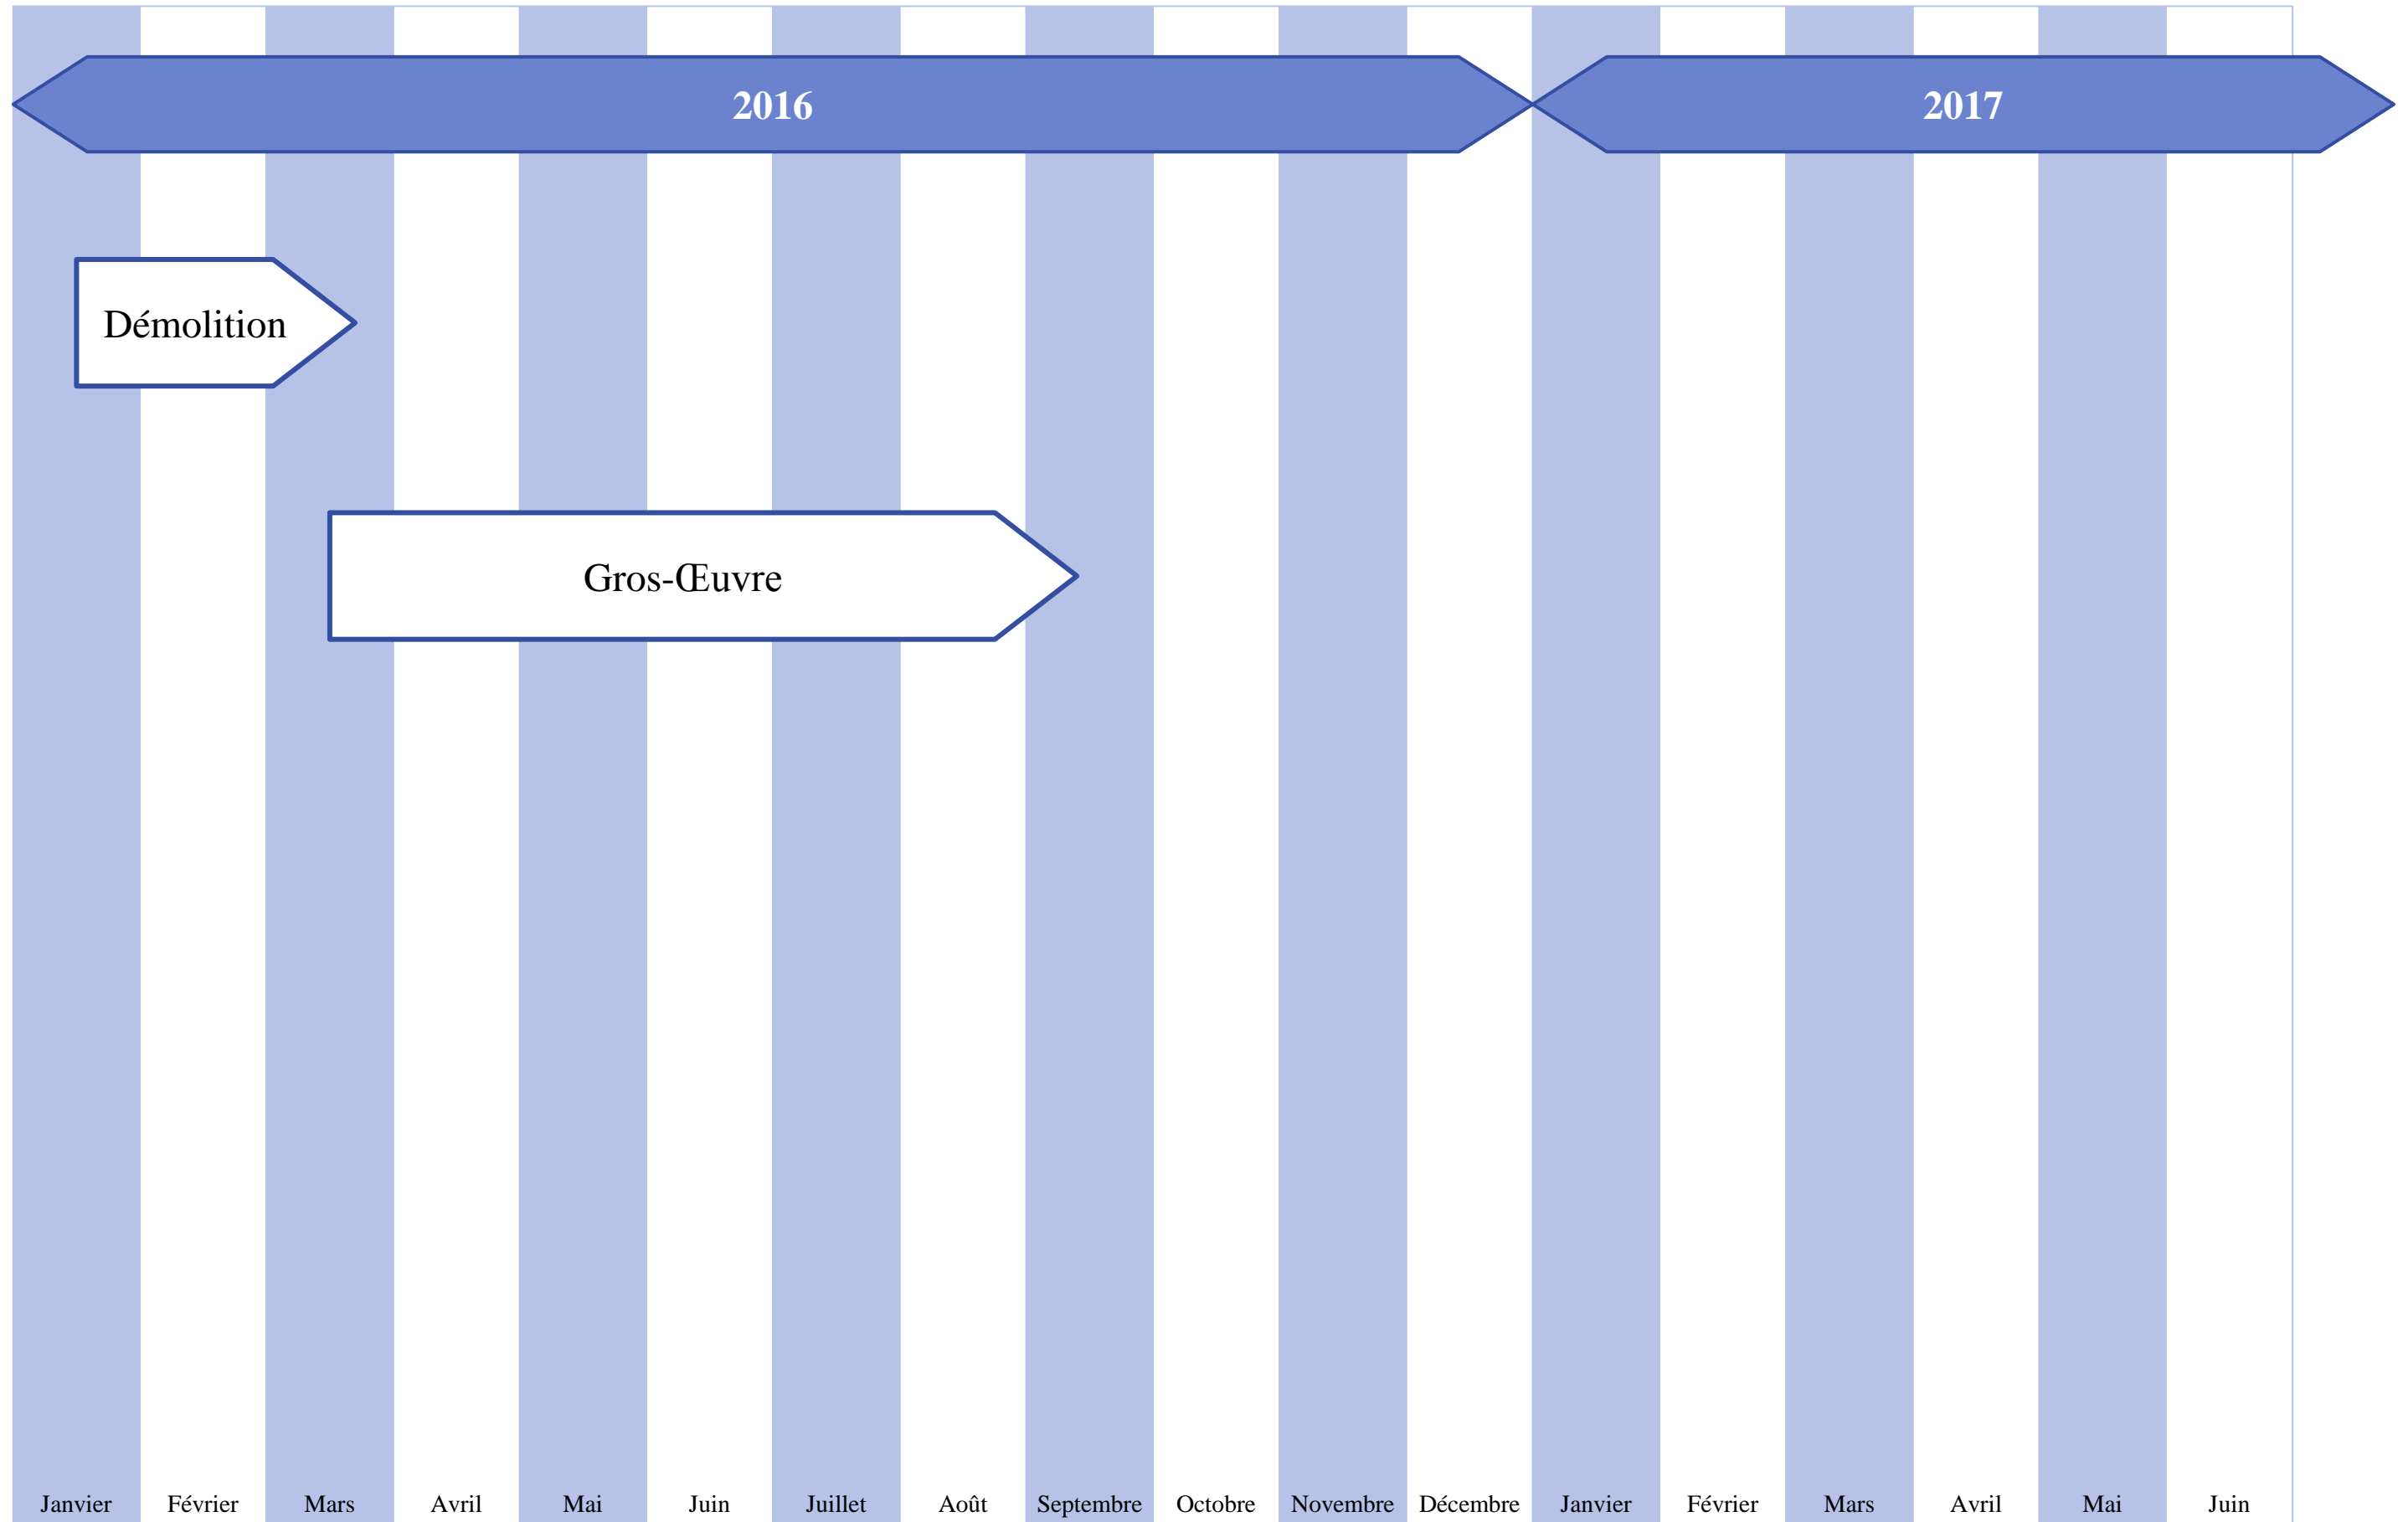 2016
2017
Démolition
Gros-Œuvre
Janvier Février Mars Avril Mai Juin Juillet Août Septembre Octobre Novembre Décembre Janvier Février Mars Avril Mai Juin